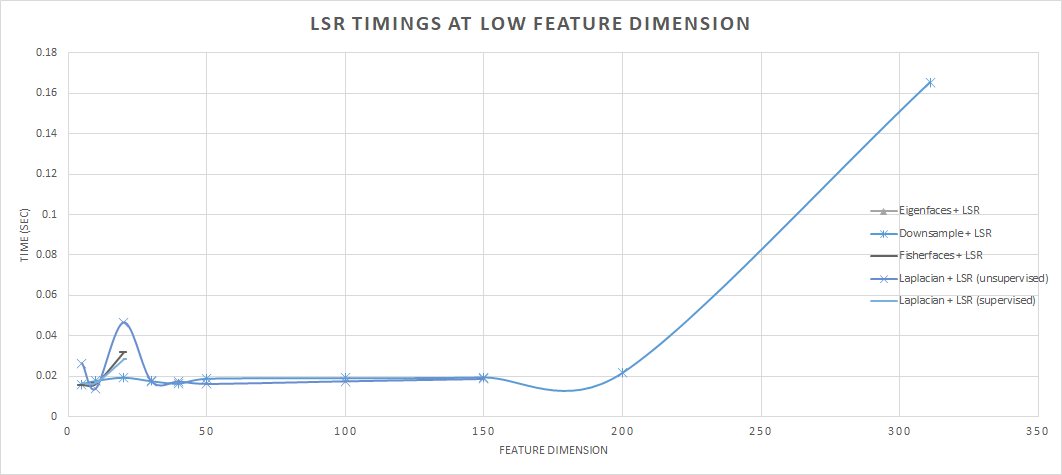 LSR TIMINGS AT LOW FEATURE DIMENSION
0.18
0.16
0.14
0.12
0.1
0.08
0.06
0.04
0.02
0
TIME (SEC)
0 50 100 150 200 250 300 350
FEATURE DIMENSION
Eigenfaces + LSR
Downsample + LSR
Fisherfaces + LSR
Laplacian + LSR (unsupervised)
Laplacian + LSR (supervised)